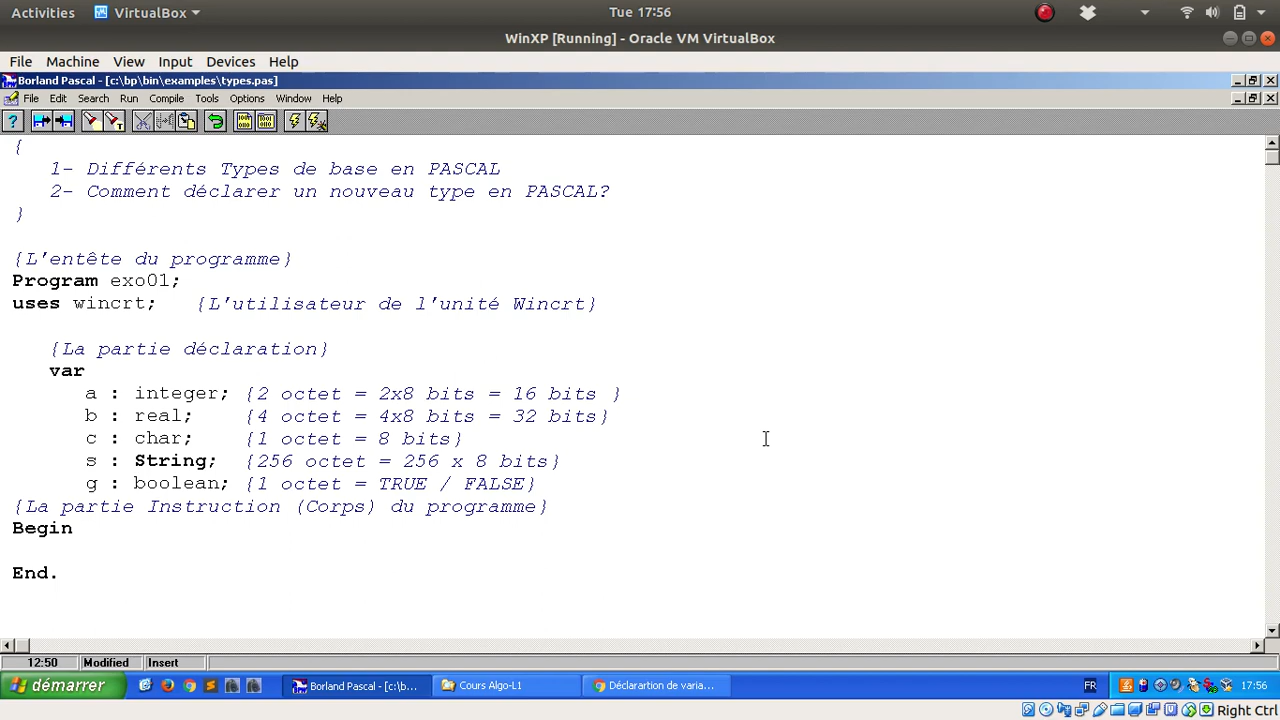 Activities VirtualBox Tue 17:56
WinXP [Running] - Oracle VM VirtualBox
File Machine View Input Devices Help
Borland Pascal - [c:\bp\bin\examples\types.pas]
File Edit Search Run Compile Tools Options Window Help
{
1- Différents Types de base en PASCAL
2- Comment déclarer un nouveau type en PASCAL?
}
{L'entête du programme}
Program exo01;
uses wincrt; {L'utilisateur de l'unité Wincrt}
{La partie déclaration}
var
a : integer; {2 octet = 2x8 bits = 16 bits }
b : real; {4 octet = 4x8 bits = 32 bits}
c : char; {1 octet = 8 bits}
s : String; {256 octet = 256 x 8 bits}
g : boolean; {1 octet = TRUE / FALSE}
{La partie Instruction (Corps) du programme}
Begin
End.
12:50 Modified Insert
démarrer Borland Pascal - [c:\b... Cours Algo-L1 Déclarartion de varia... FR 17:56
Right Ctrl